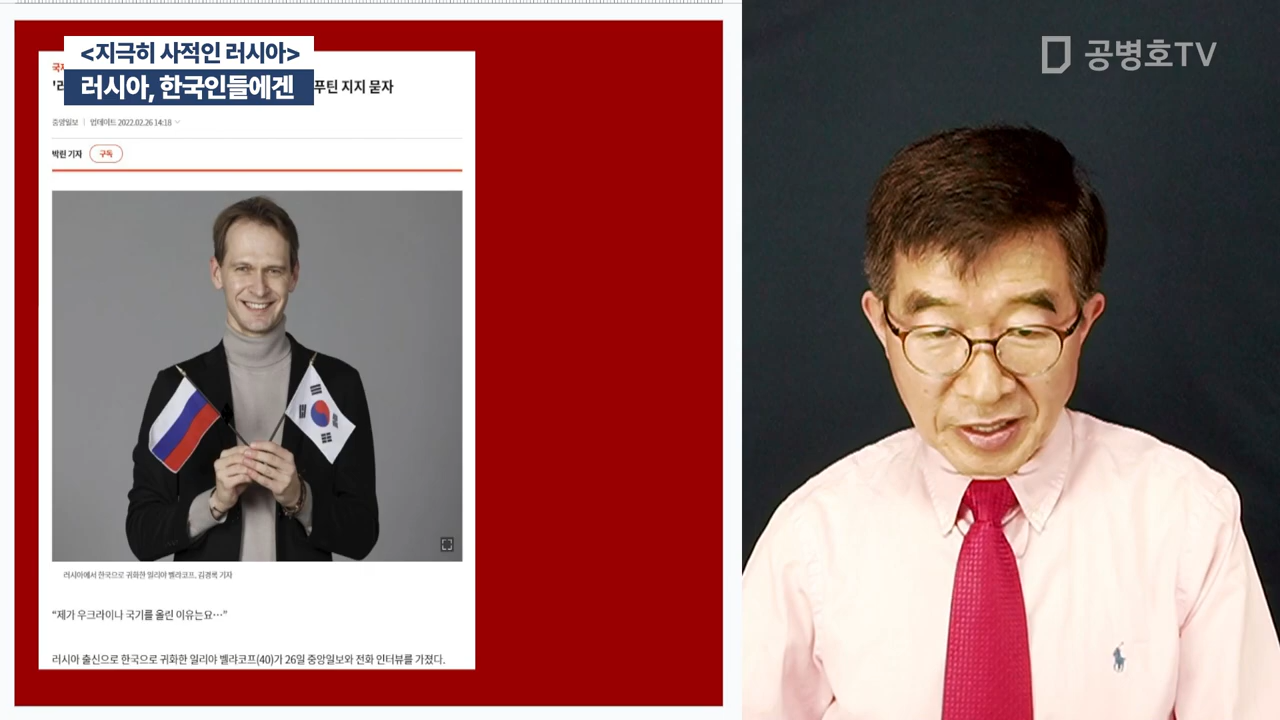 <지극히 사적인 러시아>
러시아, 한국인들에겐
푸틴 지지 묻자
중앙일보 | 업데이트 2022.02.26 14:18
박린 기자 구독
러시아에서 한국으로 귀화한 일리야 벨랴코프. 김경록 기자
“제가 우크라이나 국기를 올린 이유는요…”
러시아 출신으로 한국으로 귀화한 일리야 벨랴코프(40)가 26일 중앙일보와 전화 인터뷰를 가졌다.
공병호TV